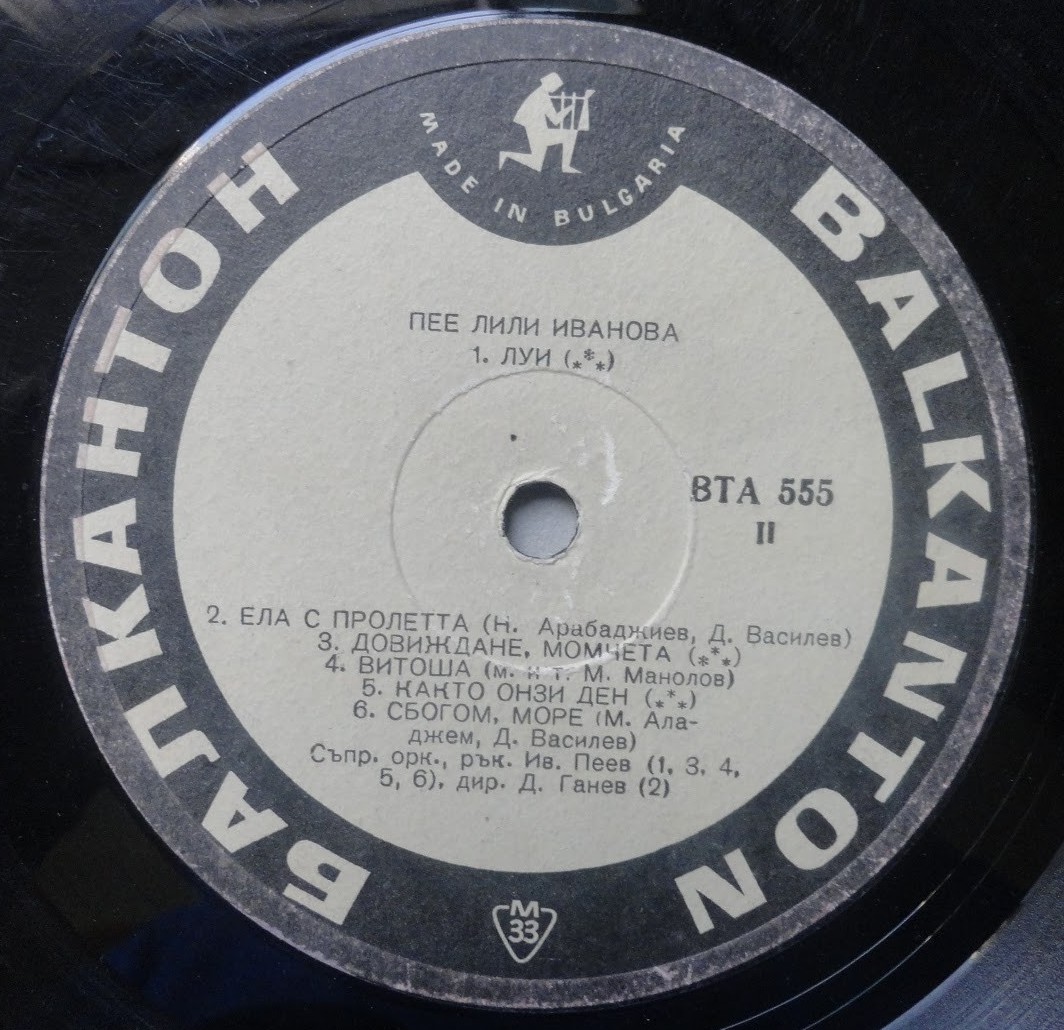 MADE IN BULGARIA
БАЛКАНТОН
BALKANTON
ПЕЕ ЛИЛИ ИВАНОВА
1. ЛУИ (***)
ВТА 555
II
2. ЕЛА С ПРОЛЕТТА (Н. Арабаджиев, Д. Василев)
3. ДОВИЖДАНЕ, МОМЧЕТА (***)
4. ВИТОША (м. и т. М. Манолов)
5. КАКТО ОНЗИ ДЕН (***)
6. СБОГОМ, МОРЕ (М. Ала-
джем, Д. Василев)
Съпр. орк., рък. Ив. Пеев (1, 3, 4,
5, 6), дир. Д. Ганев (2)
М
33